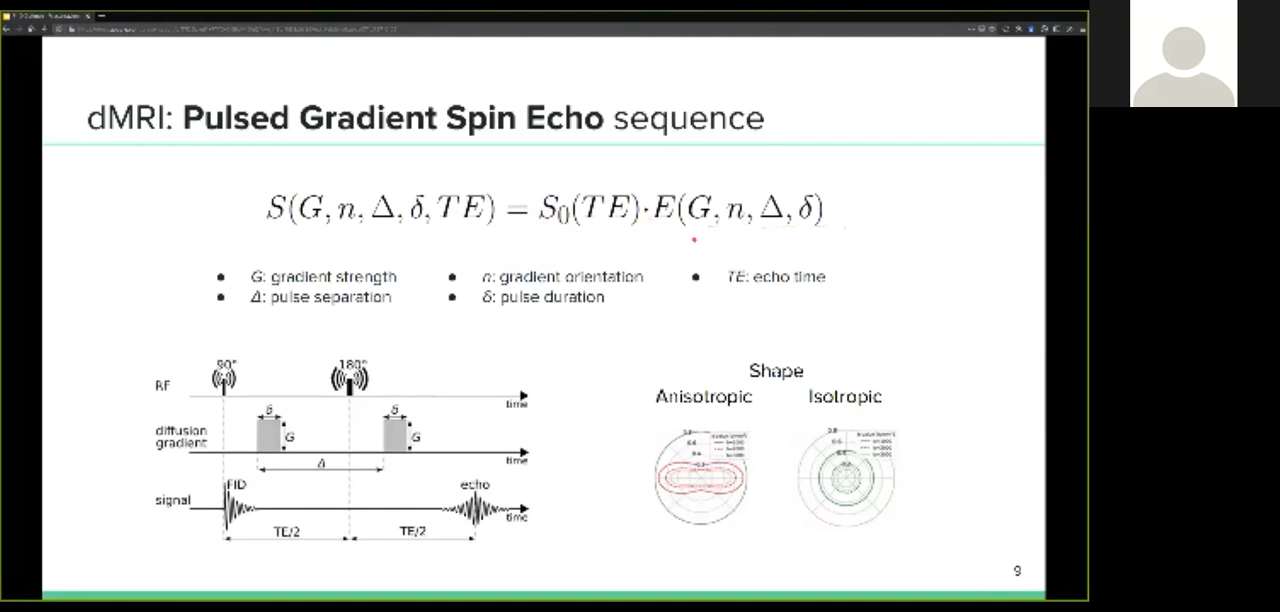 dMRI: Pulsed Gradient Spin Echo sequence
S(G, n, Δ, δ, TE) = S₀(TE)·E(G, n, Δ, δ)
● G: gradient strength
● Δ: pulse separation
● n: gradient orientation
● δ: pulse duration
● TE: echo time
90° 180°
RF
time
δ δ
diffusion
gradient
G G
time
Δ
FID echo
signal
time
TE/2 TE/2
Shape
Anisotropic Isotropic
9